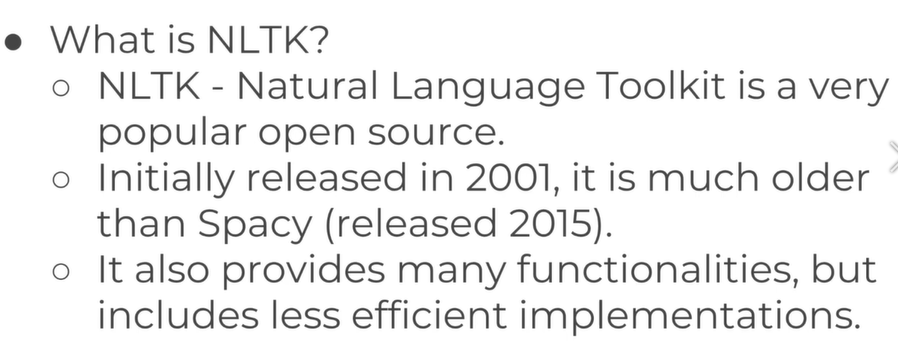 ● What is NLTK?
○ NLTK - Natural Language Toolkit is a very
popular open source.
○ Initially released in 2001, it is much older
than Spacy (released 2015).
○ It also provides many functionalities, but
includes less efficient implementations.